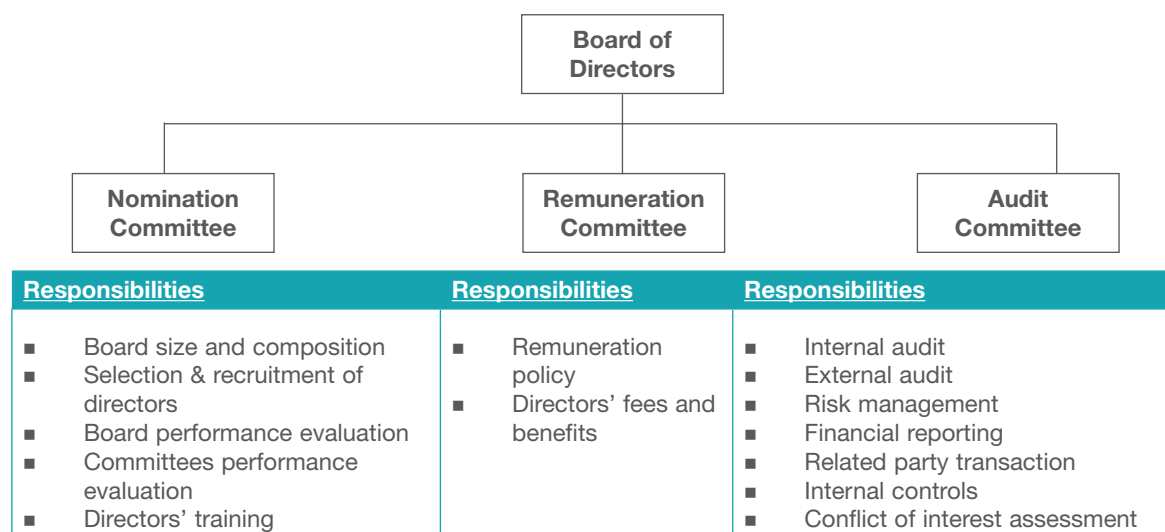 Board of
Directors
Nomination
Committee
Remuneration
Committee
Audit
Committee
Responsibilities
■ Board size and composition
■ Selection & recruitment of
directors
■ Board performance evaluation
■ Committees performance
evaluation
■ Directors’ training
Responsibilities
■ Remuneration
policy
■ Directors’ fees and
benefits
Responsibilities
■ Internal audit
■ External audit
■ Risk management
■ Financial reporting
■ Related party transaction
■ Internal controls
■ Conflict of interest assessment